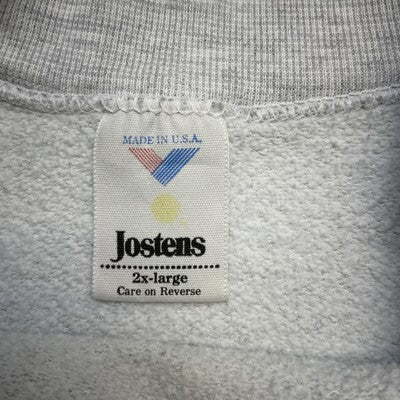 MADE IN U.S.A.
Jostens
2x-large
Care on Reverse